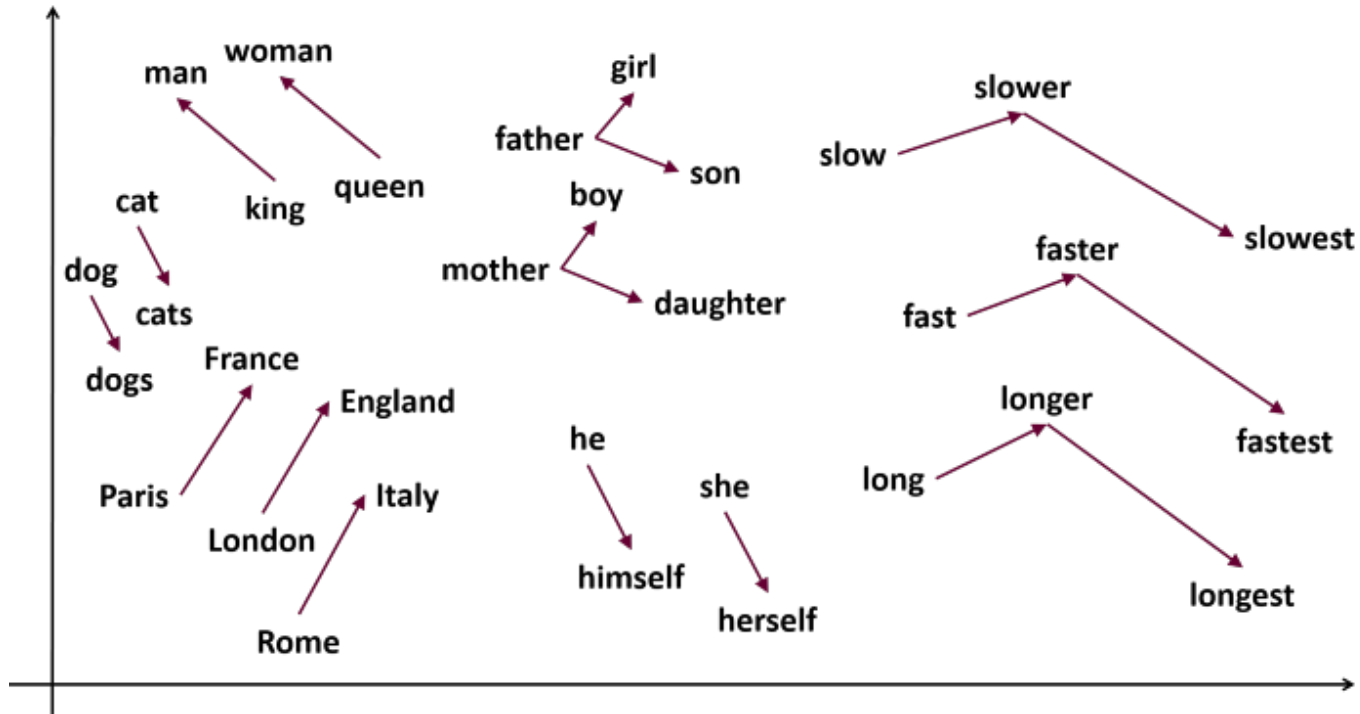 woman
man
queen
king
cat
cats
dog
dogs
France
Paris
England
London
Italy
Rome
girl
father
son
boy
mother
daughter
he
himself
she
herself
slower
slow
slowest
faster
fast
fastest
longer
long
longest